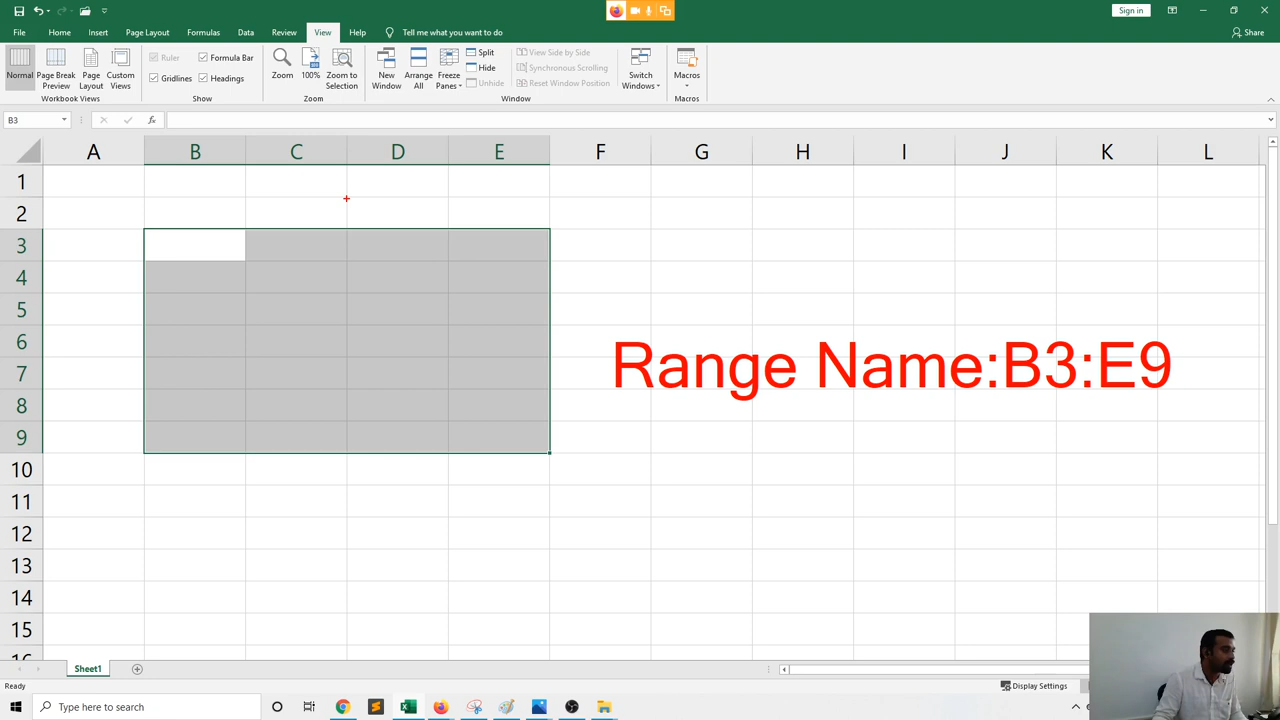 Sign in
File Home Insert Page Layout Formulas Data Review View Help Tell me what you want to do Share
Normal
Page Break Preview
Page Layout
Custom Views
Workbook Views
Ruler
Formula Bar
Gridlines
Headings
Show
Zoom
100%
Zoom to Selection
Zoom
New Window
Arrange All
Freeze Panes
Split
Hide
Unhide
View Side by Side
Synchronous Scrolling
Reset Window Position
Window
Switch Windows
Macros
Macros
B3 fx
A B C D E F G H I J K L
1
2
3
4
5
6
7
8
9
10
11
12
13
14
15
16
Range Name:B3:E9
Sheet1
Ready Display Settings
Type here to search